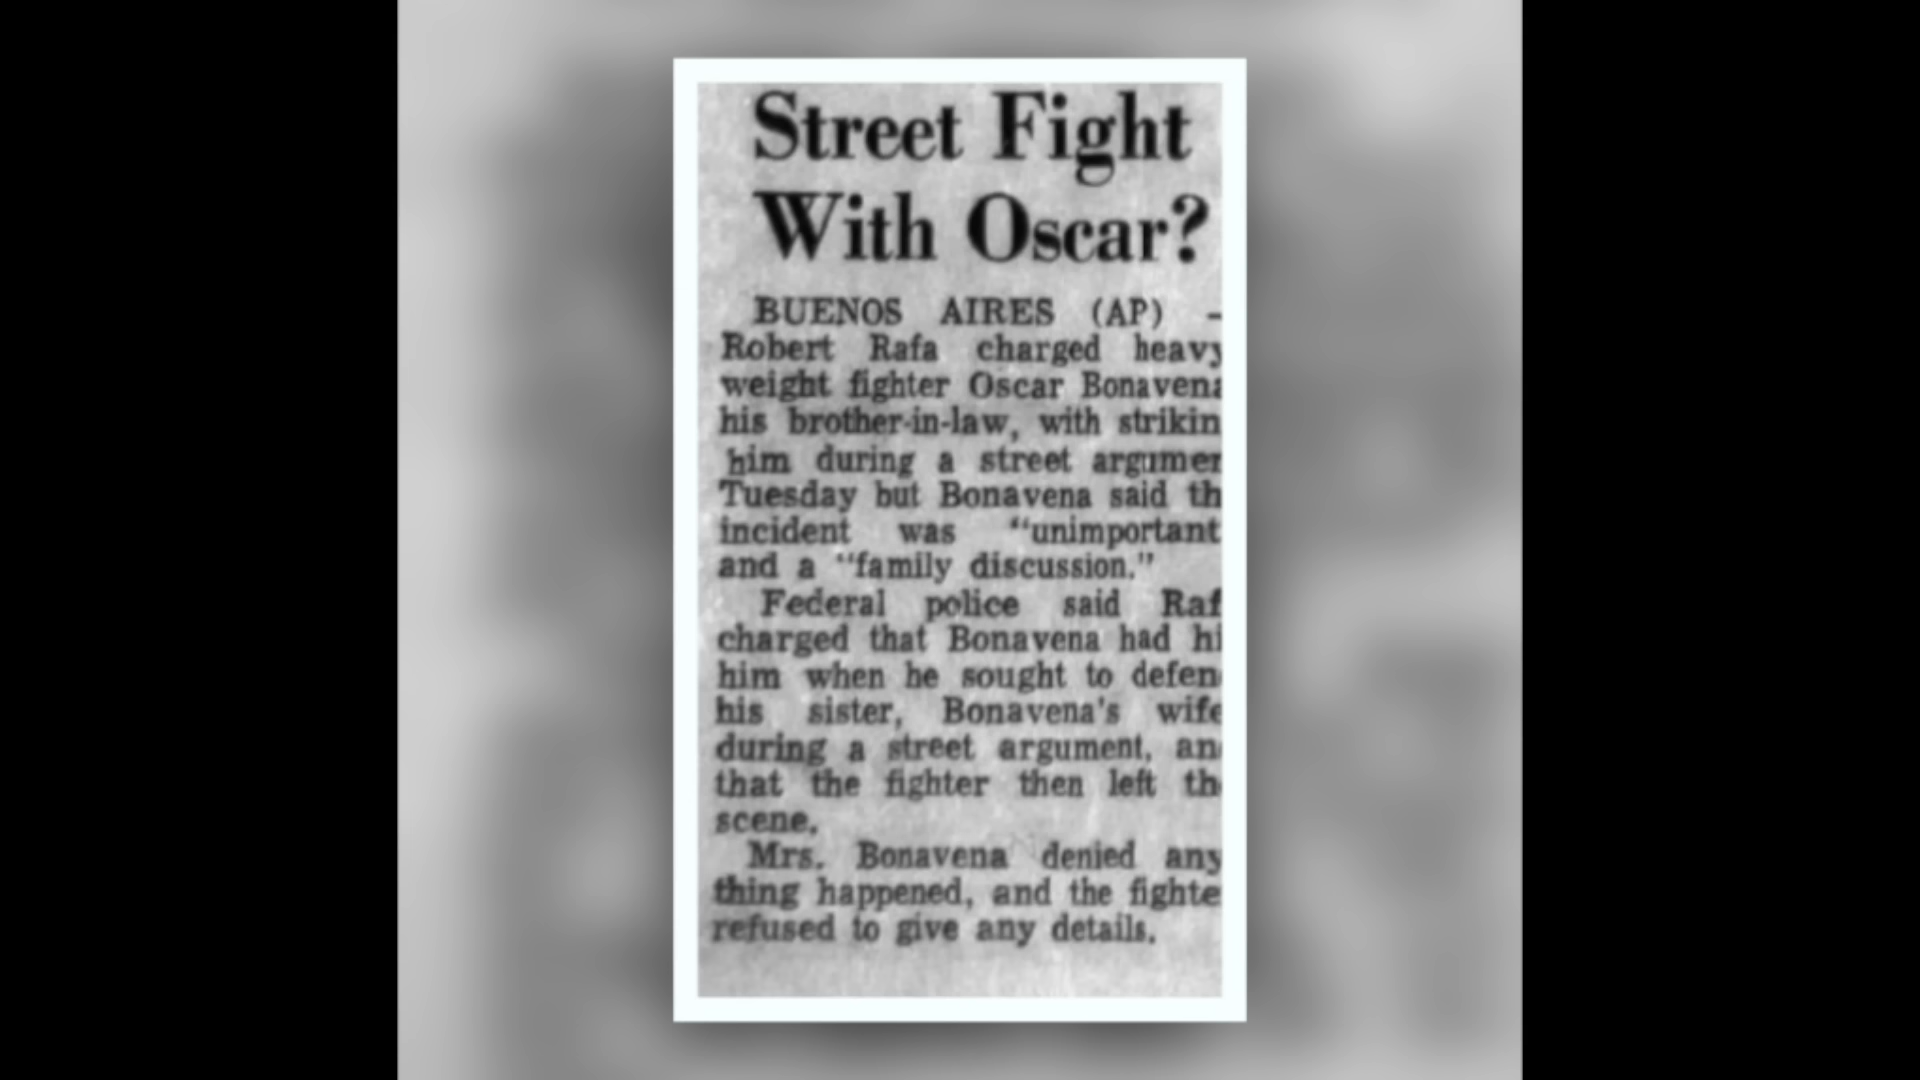 Street Fight
With Oscar?
BUENOS AIRES (AP) –
Robert Rafa charged heavy
weight fighter Oscar Bonavena
his brother-in-law, with strikin
him during a street argumen
Tuesday but Bonavena said th
incident was "unimportant
and a "family discussion."
Federal police said Raf
charged that Bonavena had hi
him when he sought to defen
his sister, Bonavena's wife
during a street argument, an
that the fighter then left th
scene.
Mrs. Bonavena denied any
thing happened, and the fighte
refused to give any details.